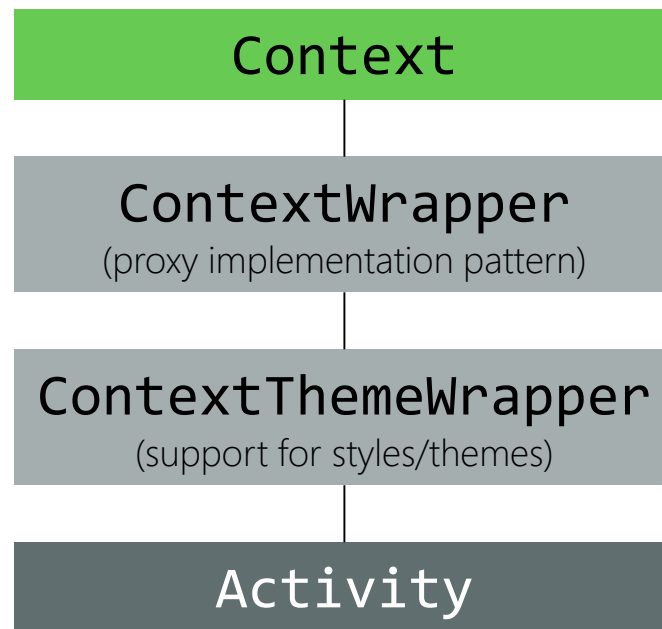 Context
ContextWrapper
(proxy implementation pattern)
ContextThemeWrapper
(support for styles/themes)
Activity